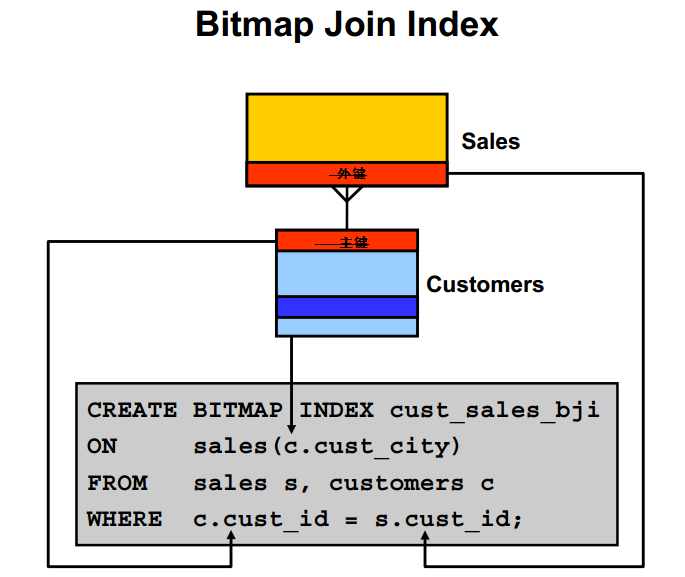 Bitmap Join Index
Sales
外键
主键
Customers
CREATE BITMAP INDEX cust_sales_bji
ON sales(c.cust_city)
FROM sales s, customers c
WHERE c.cust_id = s.cust_id;